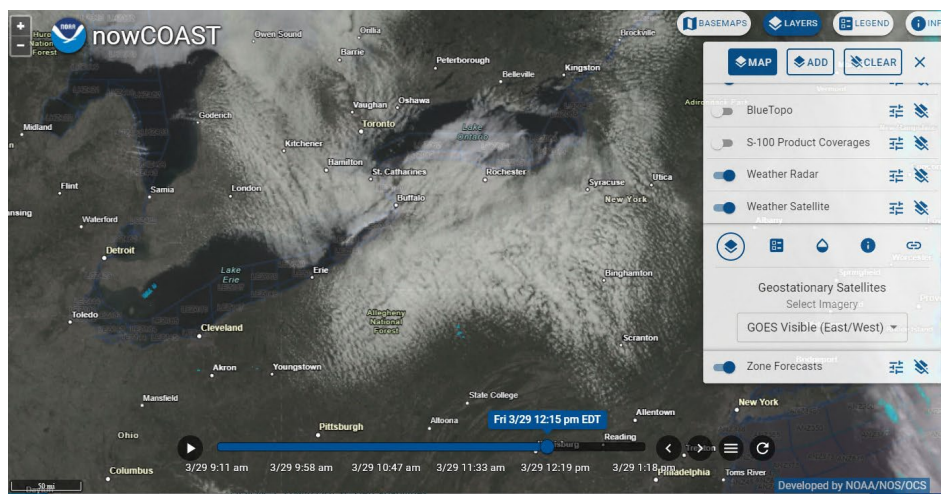 +
−
NOAA
nowCOAST
BASEMAPS
LAYERS
LEGEND
INF
MAP
ADD
CLEAR
BlueTopo
S-100 Product Coverages
Weather Radar
Weather Satellite
Geostationary Satellites
Select Imagery
GOES Visible (East/West)
Zone Forecasts
Huro
Nation
Forest
Owen Sound
Orillia
Brockville
Barrie
Peterborough
Belleville
Kingston
Vaughan
Oshawa
Goderich
Toronto
Lake
Ontario
Midland
Kitchener
Hamilton
St. Catharines
Rochester
Syracuse
Utica
New York
Flint
Sarnia
London
Buffalo
ansing
Waterford
Detroit
Lake
Erie
Erie
Binghamton
Toledo
Allegheny
National
Forest
Cleveland
Scranton
Akron
Youngstown
Mansfield
State College
New York
Fri 3/29 12:15 pm EDT
Altoona
Allentown
Pittsburgh
Ohio
Reading
3/29 9:11 am
3/29 9:58 am
3/29 10:47 am
3/29 11:33 am
3/29 12:19 pm
3/29 1:18 pm
Columbus
Philadelphia
Toms River
50 mi
Developed by NOAA/NOS/OCS